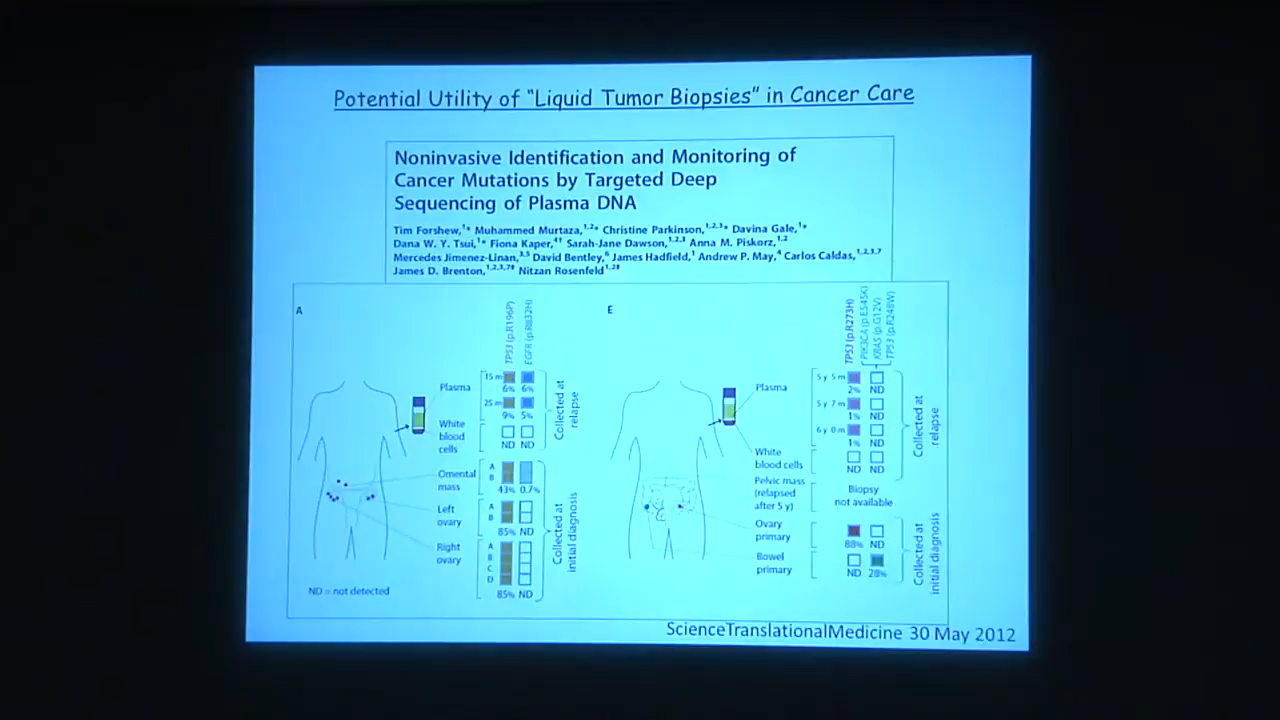 Potential Utility of "Liquid Tumor Biopsies" in Cancer Care
Noninvasive Identification and Monitoring of
Cancer Mutations by Targeted Deep
Sequencing of Plasma DNA
Tim Forshew,1* Muhammed Murtaza,1,2* Christine Parkinson,1,2,3* Davina Gale,1*
Dana W. Y. Tsui,1* Fiona Kaper,4† Sarah-Jane Dawson,1,2,3 Anna M. Piskorz,1,2
Mercedes Jimenez-Linan,3,5 David Bentley,6 James Hadfield,1 Andrew P. May,4 Carlos Caldas,1,2,3,7
James D. Brenton,1,2,3,7‡ Nitzan Rosenfeld1,2‡
A
TP53 (p.R196P)
EGFR (p.R832H)
Plasma
15 m
6% 6%
25 m
9% 5%
White
blood
cells
ND ND
Collected at
relapse
Omental
mass
A
B
43% 0.7%
Left
ovary
A
B
85% ND
Right
ovary
A
B
C
D
85% ND
Collected at
initial diagnosis
ND = not detected
E
TP53 (p.R273H)
PIK3CA (p.E545K)
KRAS (p.G12V)
TP53 (p.R248W)
Plasma
5 y 5 m
2% ND
5 y 7 m
1% ND
6 y 0 m
1% ND
White
blood cells
ND ND
Collected at
relapse
Pelvic mass
(relapsed
after 5 y)
Biopsy
not available
Ovary
primary
88% ND
Bowel
primary
ND 28%
Collected at
initial diagnosis
ScienceTranslationalMedicine 30 May 2012